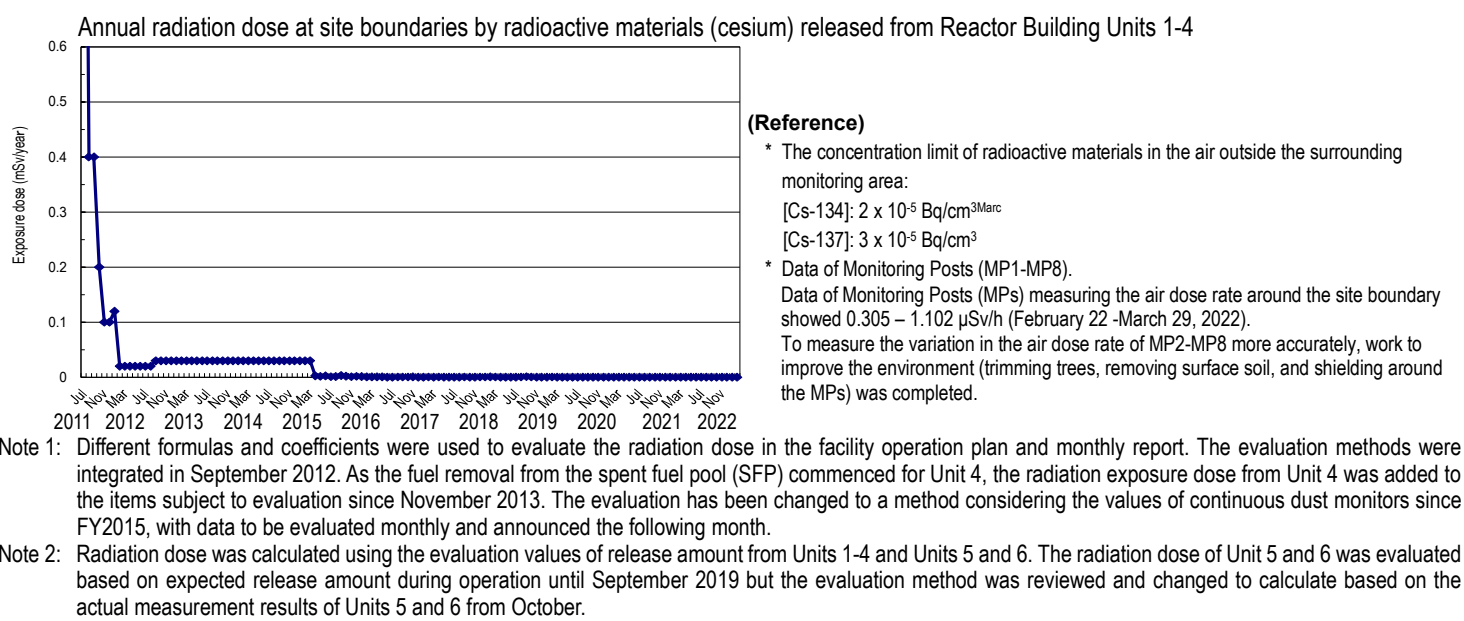 Annual radiation dose at site boundaries by radioactive materials (cesium) released from Reactor Building Units 1-4
0.6
0.5
0.4
0.3
0.2
0.1
0
Exposure dose (mSv/year)
Jul Nov Mar Jul Nov Mar Jul Nov Mar Jul Nov Mar Jul Nov Mar Jul Nov Mar Jul Nov Mar Jul Nov Mar Jul Nov Mar Jul Nov Mar Jul Nov
2011 2012 2013 2014 2015 2016 2017 2018 2019 2020 2021 2022
(Reference)
* The concentration limit of radioactive materials in the air outside the surrounding
monitoring area:
[Cs-134]: 2 x 10-5 Bq/cm3Marc
[Cs-137]: 3 x 10-5 Bq/cm3
* Data of Monitoring Posts (MP1-MP8).
Data of Monitoring Posts (MPs) measuring the air dose rate around the site boundary
showed 0.305 – 1.102 µSv/h (February 22 -March 29, 2022).
To measure the variation in the air dose rate of MP2-MP8 more accurately, work to
improve the environment (trimming trees, removing surface soil, and shielding around
the MPs) was completed.
Note 1: Different formulas and coefficients were used to evaluate the radiation dose in the facility operation plan and monthly report. The evaluation methods were
integrated in September 2012. As the fuel removal from the spent fuel pool (SFP) commenced for Unit 4, the radiation exposure dose from Unit 4 was added to
the items subject to evaluation since November 2013. The evaluation has been changed to a method considering the values of continuous dust monitors since
FY2015, with data to be evaluated monthly and announced the following month.
Note 2: Radiation dose was calculated using the evaluation values of release amount from Units 1-4 and Units 5 and 6. The radiation dose of Unit 5 and 6 was evaluated
based on expected release amount during operation until September 2019 but the evaluation method was reviewed and changed to calculate based on the
actual measurement results of Units 5 and 6 from October.